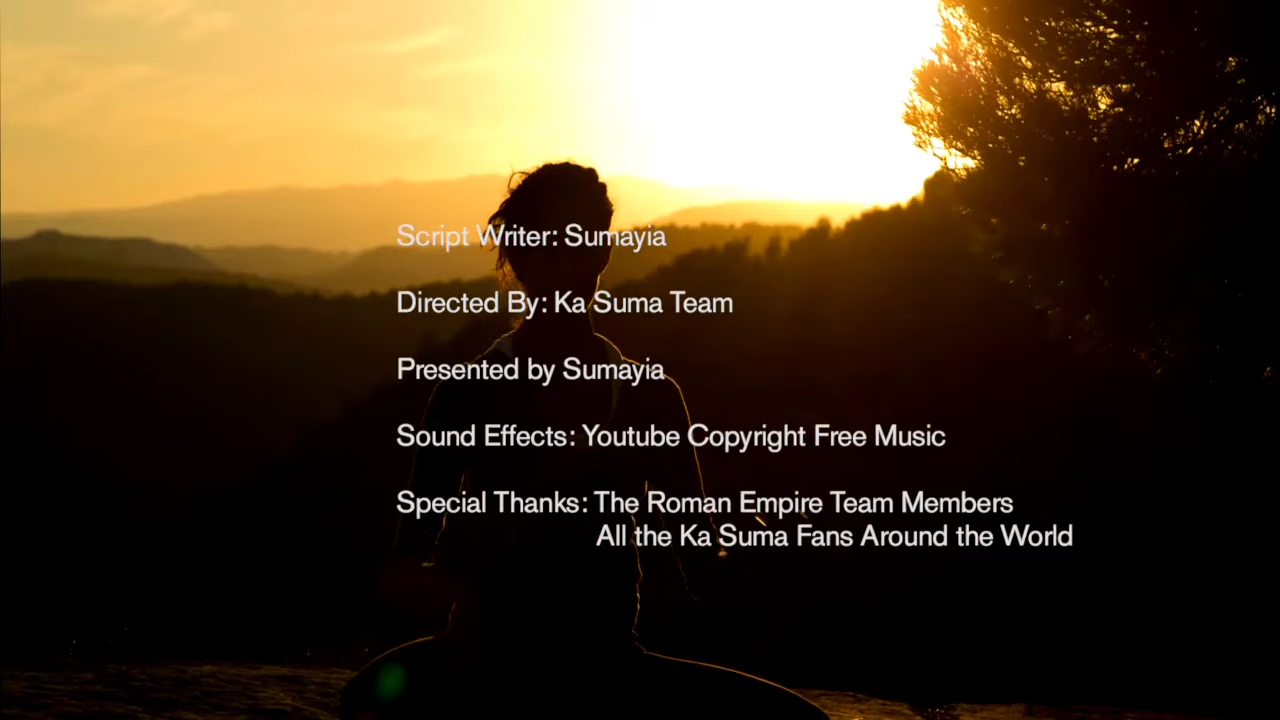 Script Writer: Sumayia
Directed By: Ka Suma Team
Presented by Sumayia
Sound Effects: Youtube Copyright Free Music
Special Thanks: The Roman Empire Team Members
All the Ka Suma Fans Around the World